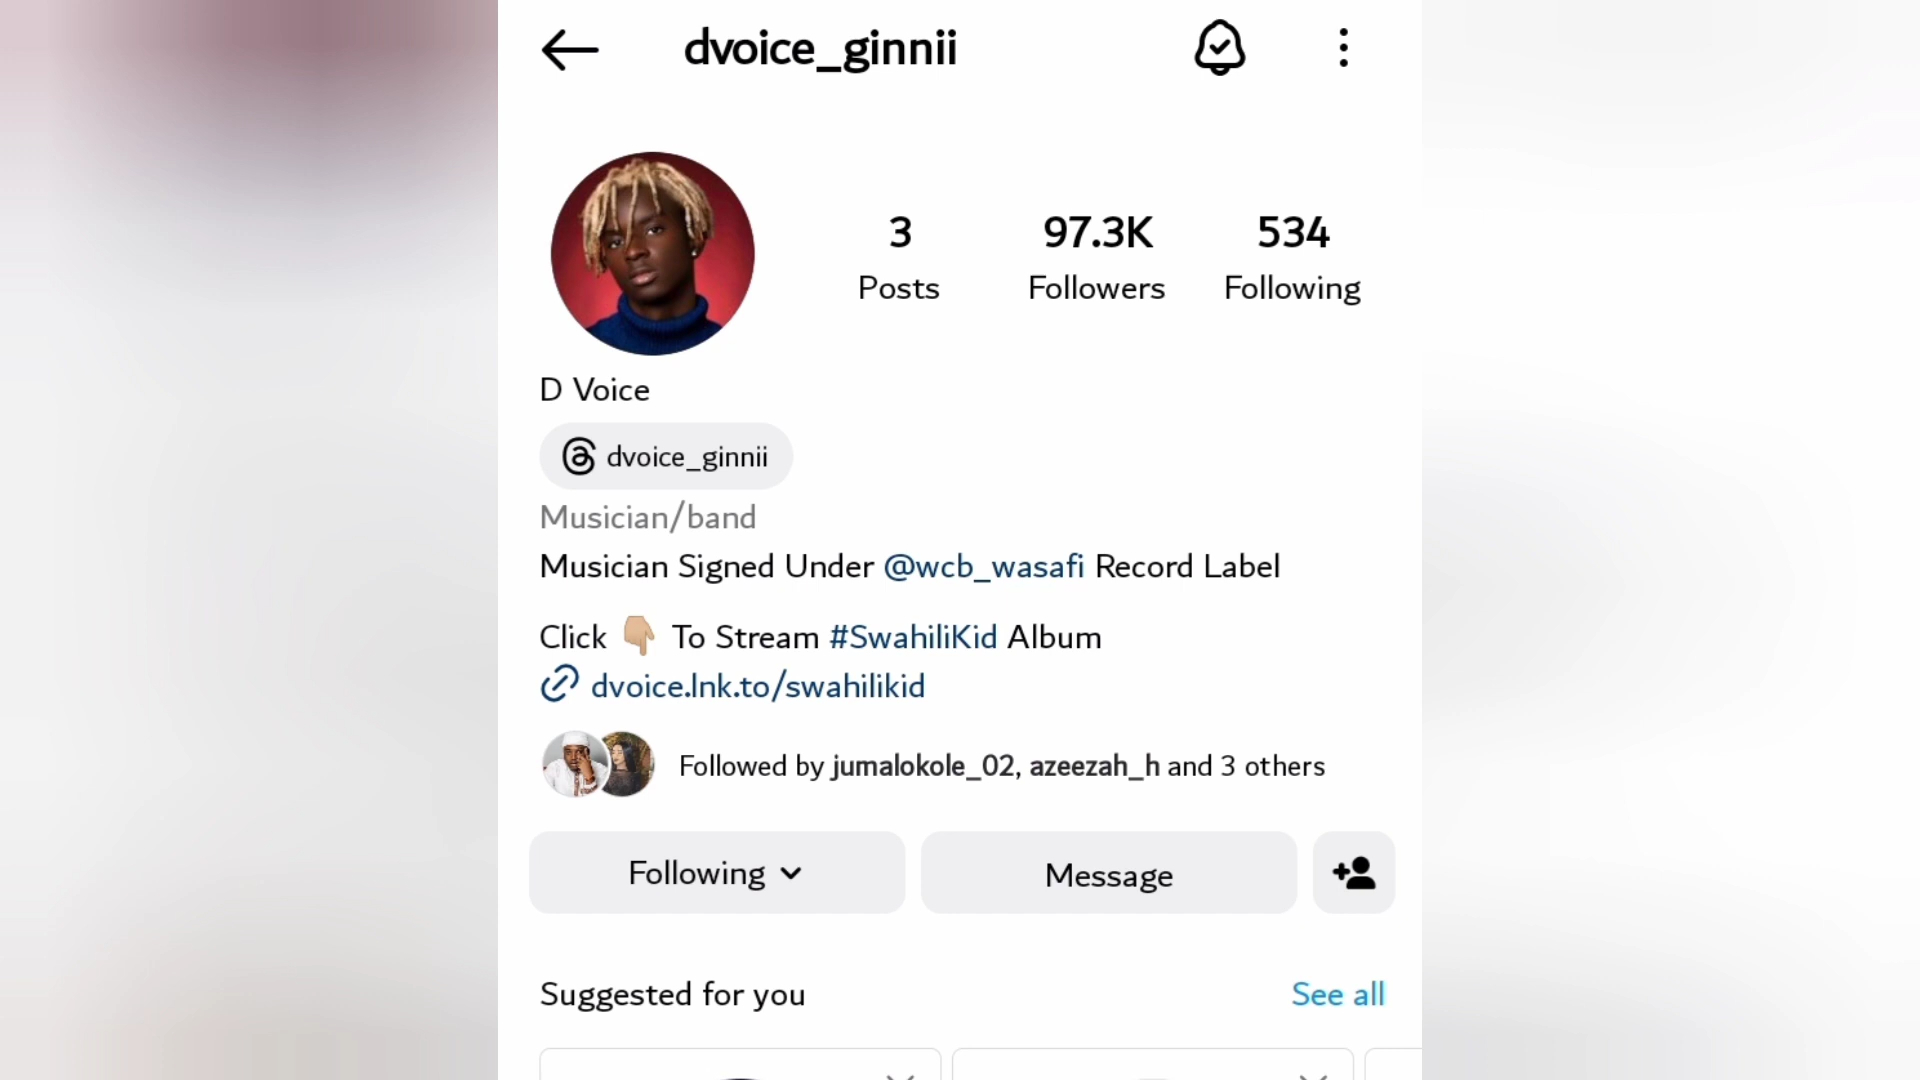 dvoice_ginnii
3 97.3K 534
Posts Followers Following
D Voice
dvoice_ginnii
Musician/band
Musician Signed Under @wcb_wasafi Record Label
Click 👇🏼 To Stream #SwahiliKid Album
dvoice.lnk.to/swahilikid
Followed by jumalokole_02, azeezah_h and 3 others
Following Message
Suggested for you See all